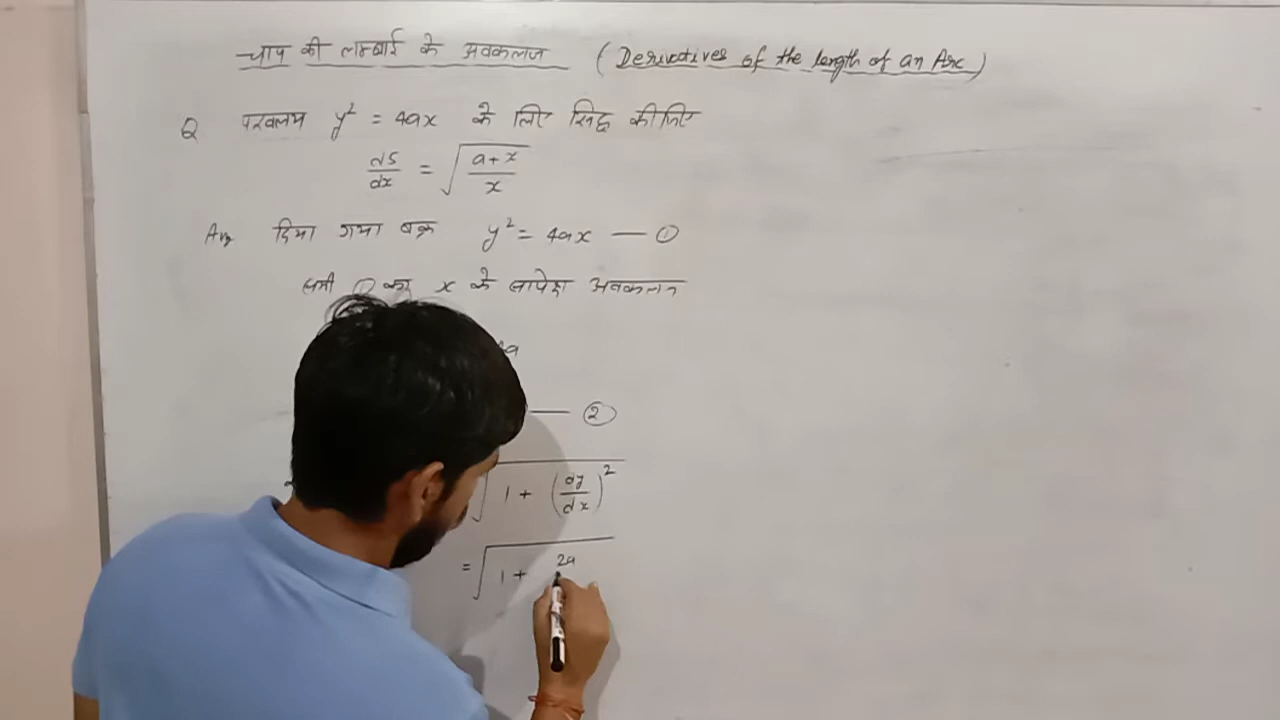 चाप की लम्बाई के अवकलज (Derivatives of the length of an Arc)
Q परवलय y² = 4ax के लिए सिद्ध कीजिए
dS/dx = √((a+x)/x)
Ans दिया गया वक्र y² = 4ax — ①
समी ① का x के सापेक्ष अवकलन
— ②
√(1 + (dy/dx)²)
= √(1 + 2a